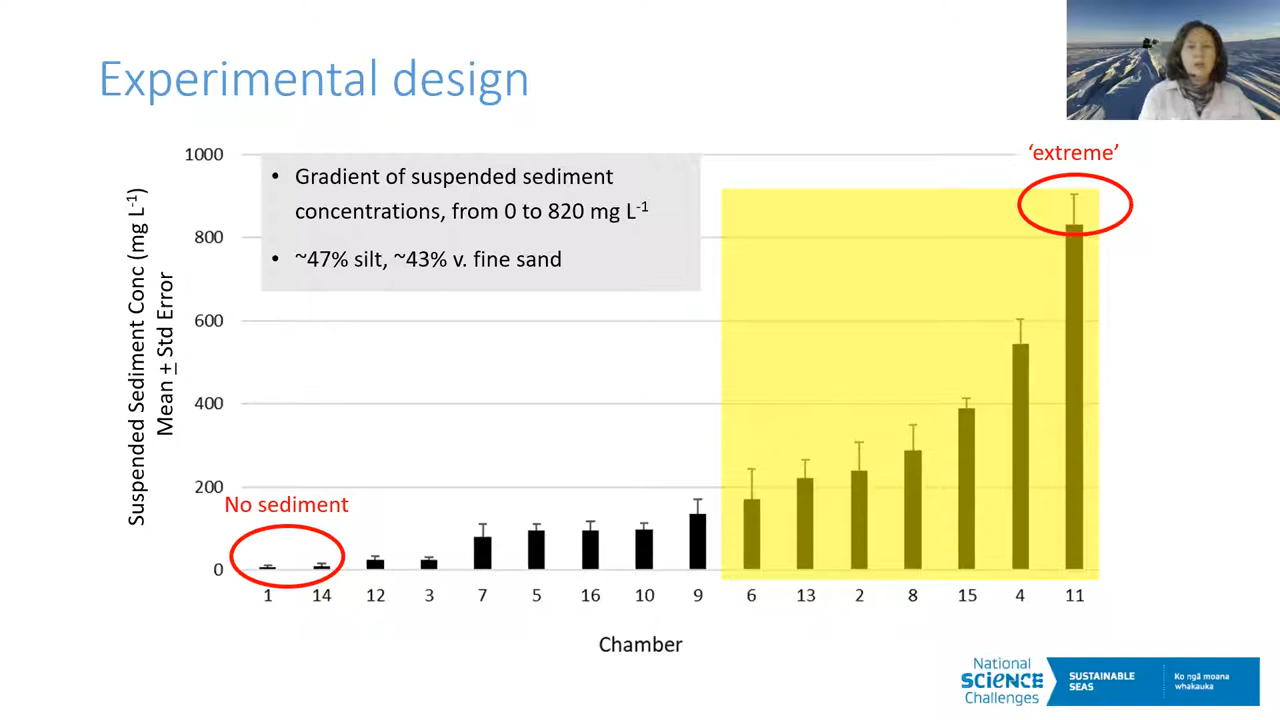 Experimental design
‘extreme’
1000
800
600
400
200
0
Suspended Sediment Conc (mg L-1)
Mean ± Std Error
• Gradient of suspended sediment
concentrations, from 0 to 820 mg L-1
• ~47% silt, ~43% v. fine sand
No sediment
1 14 12 3 7 5 16 10 9 6 13 2 8 15 4 11
Chamber
National
SCIENCE
Challenges
SUSTAINABLE
SEAS
Ko ngā moana
whakauka